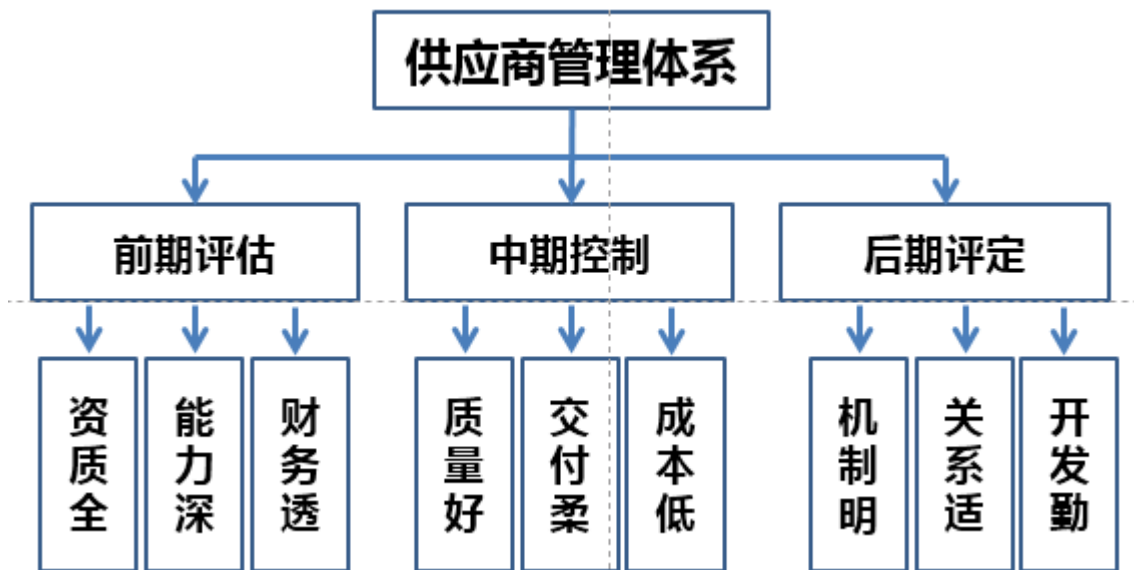 供应商管理体系
前期评估
中期控制
后期评定
资质全
能力深
财务透
质量好
交付柔
成本低
机制明
关系适
开发勤